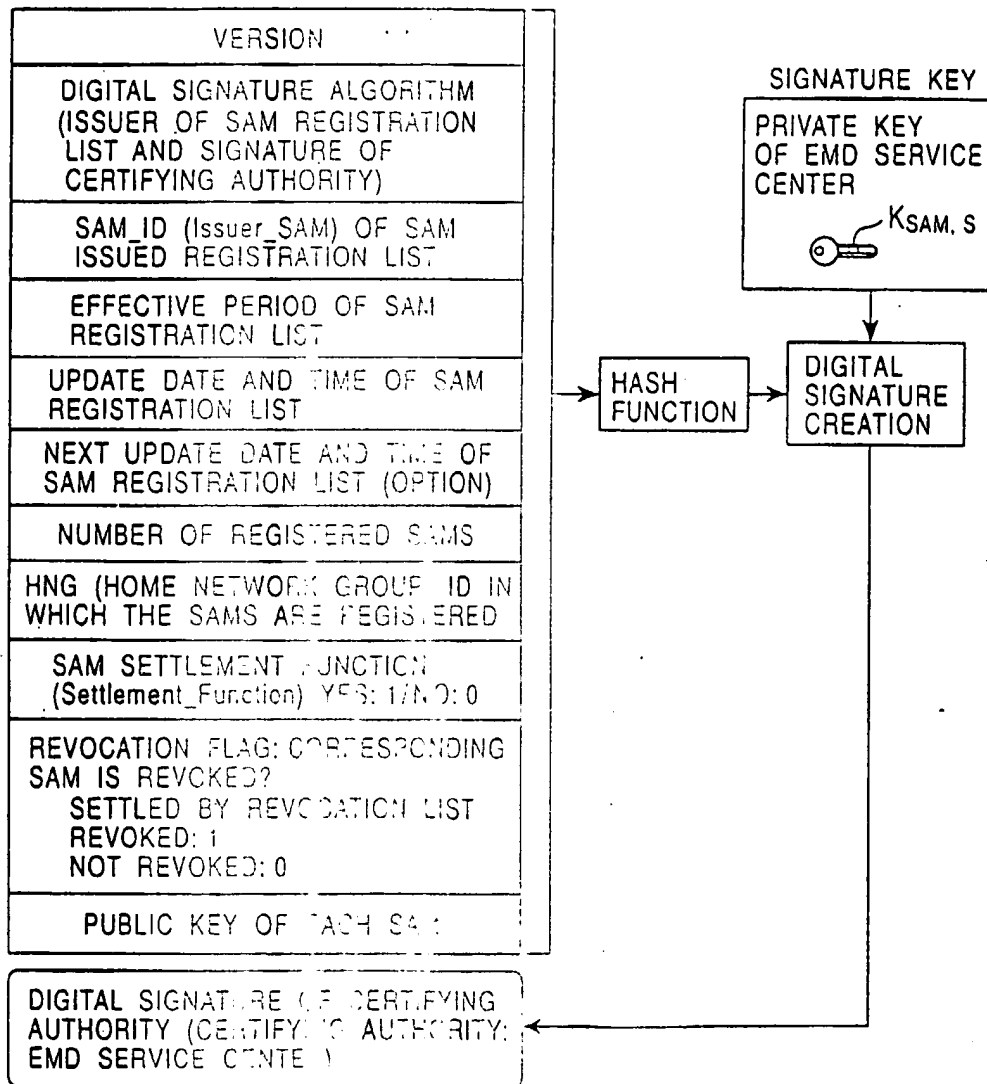 VERSION
DIGITAL SIGNATURE ALGORITHM
(ISSUER OF SAM REGISTRATION
LIST AND SIGNATURE OF
CERTIFYING AUTHORITY)
SAM_ID (Issuer_SAM) OF SAM
ISSUED REGISTRATION LIST
EFFECTIVE PERIOD OF SAM
REGISTRATION LIST
UPDATE DATE AND TIME OF SAM
REGISTRATION LIST
NEXT UPDATE DATE AND TIME OF
SAM REGISTRATION LIST (OPTION)
NUMBER OF REGISTERED SAMS
HNG (HOME NETWORK GROUP ID IN
WHICH THE SAMS ARE REGISTERED
SAM SETTLEMENT FUNCTION
(Settlement_Function) YES: 1/NO: 0
REVOCATION FLAG: CORRESPONDING
SAM IS REVOKED?
SETTLED BY REVOCATION LIST
REVOKED: 1
NOT REVOKED: 0
PUBLIC KEY OF EACH SAM
HASH
FUNCTION
SIGNATURE KEY
PRIVATE KEY
OF EMD SERVICE
CENTER
KSAM, S
DIGITAL
SIGNATURE
CREATION
DIGITAL SIGNATURE OF CERTIFYING
AUTHORITY (CERTIFYING AUTHORITY:
EMD SERVICE CENTER)